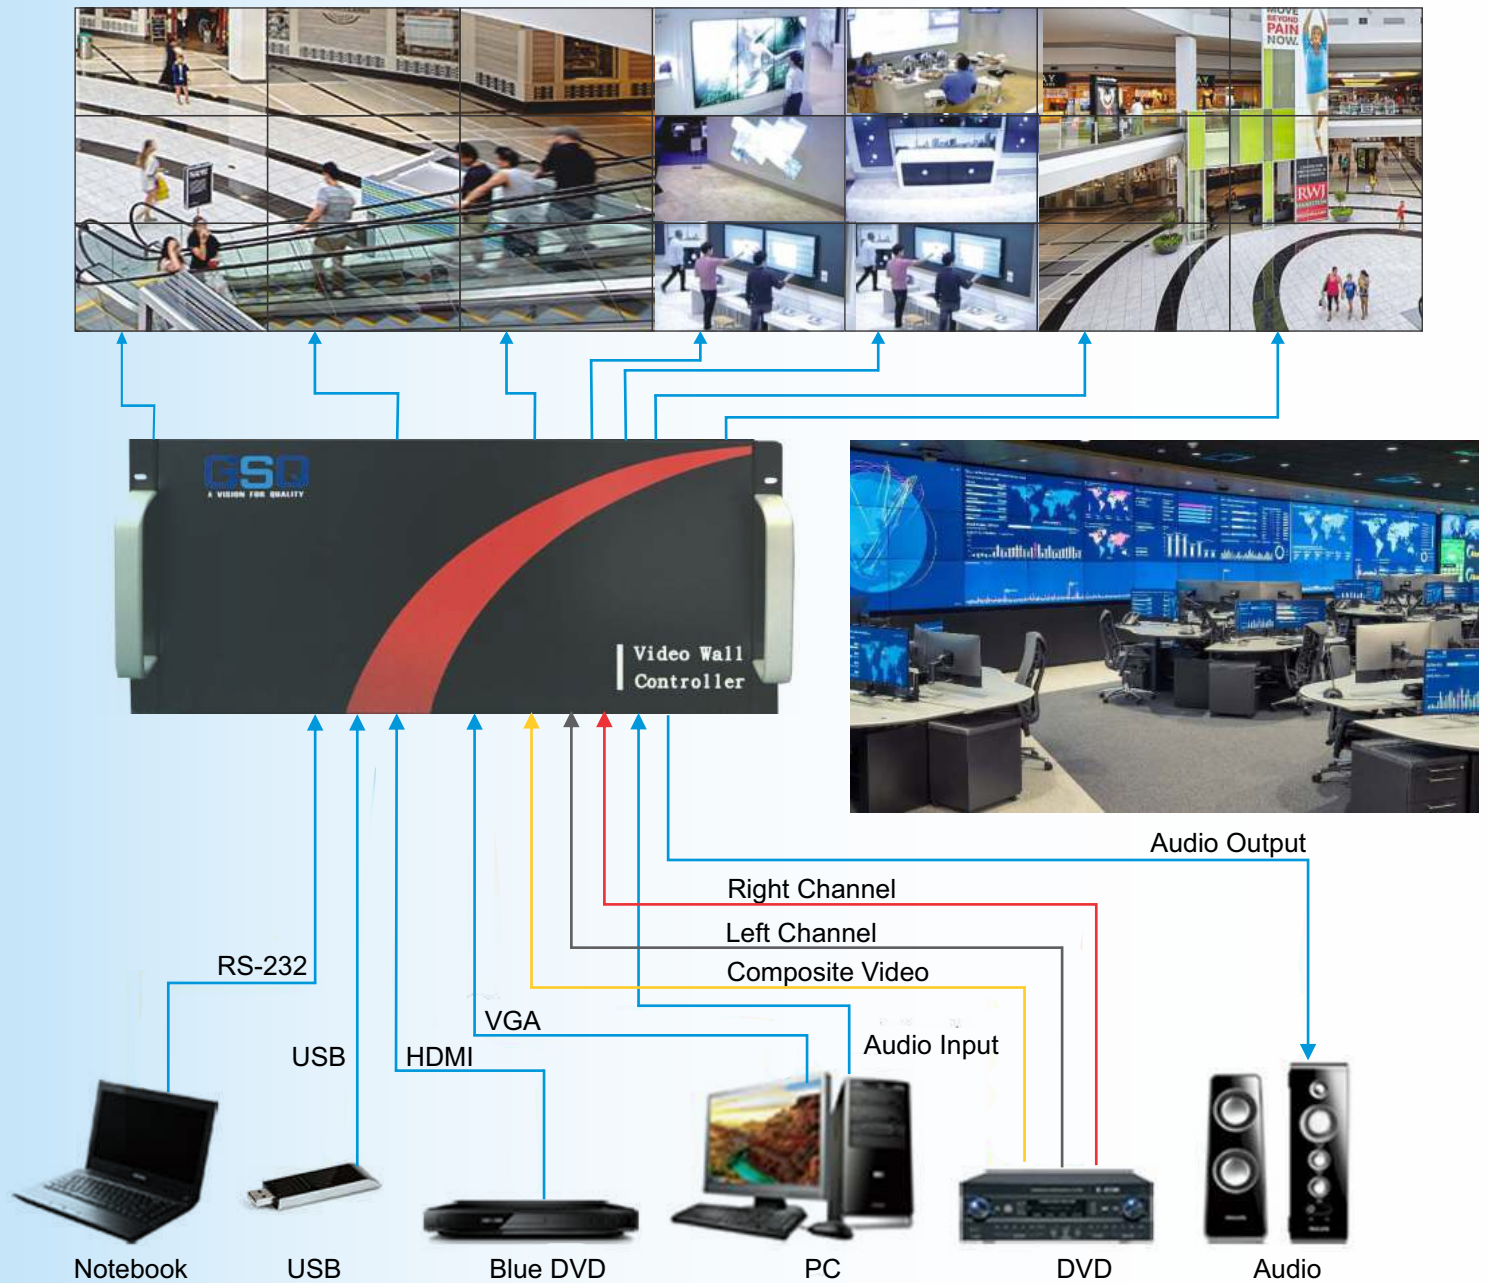 MOVE
BEYOND
PAIN
NOW.
RWJ
GSQ
A VISION FOR QUALITY
Video Wall
Controller
Audio Output
Right Channel
Left Channel
RS-232
Composite Video
VGA
Audio Input
USB
HDMI
Notebook
USB
Blue DVD
PC
DVD
Audio